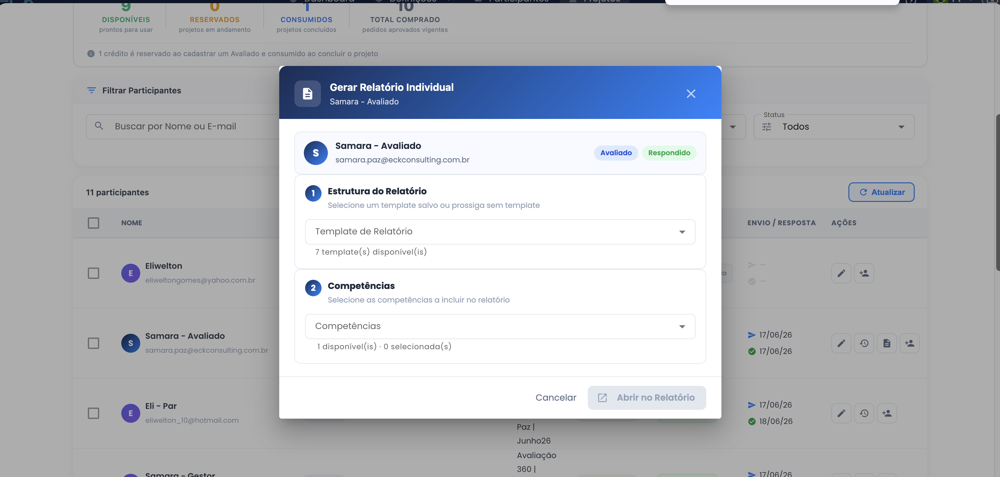 Dashboard
Definições
Participantes
Projetos
9
DISPONÍVEIS
prontos para usar
0
RESERVADOS
projetos em andamento
1
CONSUMIDOS
projetos concluídos
10
TOTAL COMPRADO
pedidos aprovados vigentes
1 crédito é reservado ao cadastrar um Avaliado e consumido ao concluir o projeto
Filtrar Participantes
Buscar por Nome ou E-mail
Status
Todos
11 participantes
Atualizar
NOME
ENVIO / RESPOSTA
AÇÕES
E
Eliwelton
eliweltongomes@yahoo.com.br
—
—
S
Samara - Avaliado
samara.paz@eckconsulting.com.br
17/06/26
17/06/26
E
Eli - Par
eliwelton_10@hotmail.com
Paz |
Junho26
17/06/26
18/06/26
Samara - Gestor
Avaliação
360 |
17/06/26
Gerar Relatório Individual
Samara - Avaliado
S
Samara - Avaliado
samara.paz@eckconsulting.com.br
Avaliado
Respondido
1
Estrutura do Relatório
Selecione um template salvo ou prossiga sem template
Template de Relatório
7 template(s) disponível(is)
2
Competências
Selecione as competências a incluir no relatório
Competências
1 disponível(is) · 0 selecionada(s)
Cancelar
Abrir no Relatório